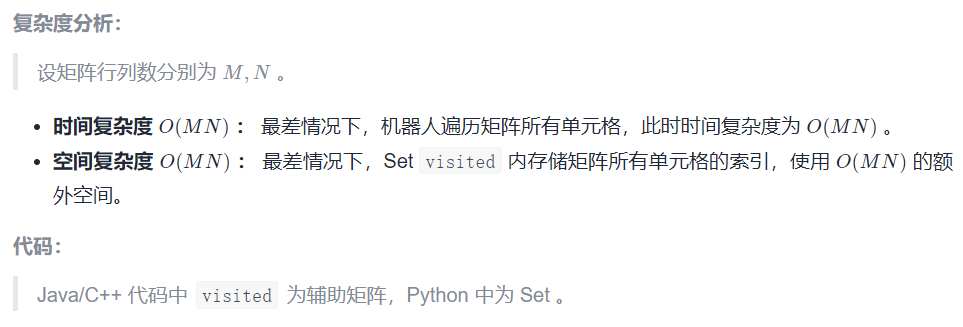 复杂度分析：
设矩阵行列数分别为 M, N 。
• 时间复杂度 O(MN) ： 最差情况下，机器人遍历矩阵所有单元格，此时时间复杂度为 O(MN) 。
• 空间复杂度 O(MN) ： 最差情况下，Set visited 内存储矩阵所有单元格的索引，使用 O(MN) 的额
外空间。
代码：
Java/C++ 代码中 visited 为辅助矩阵，Python 中为 Set 。